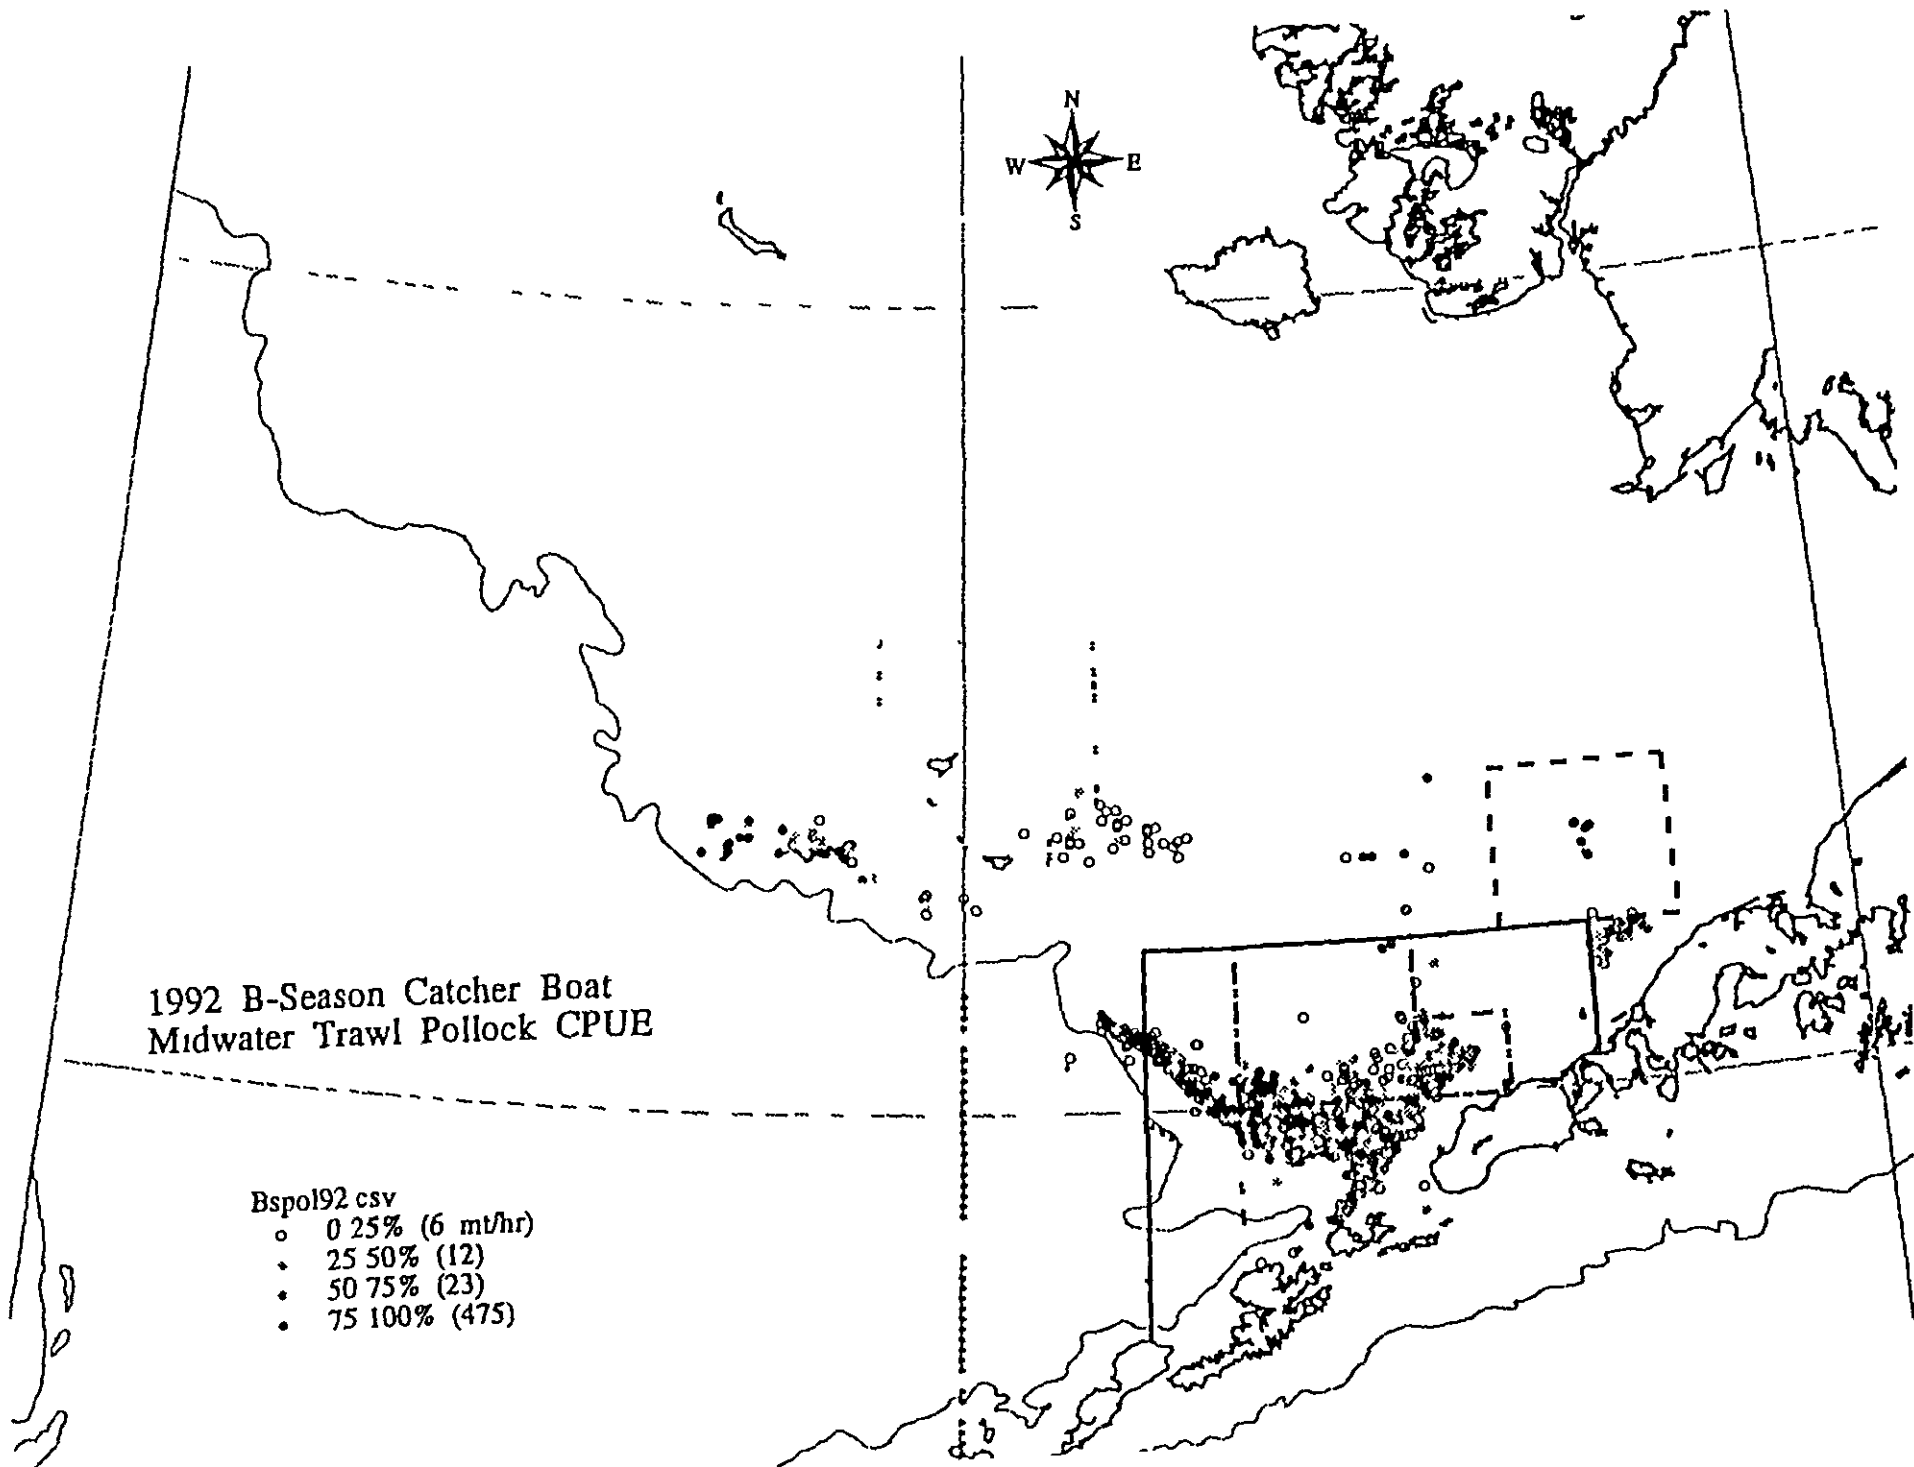 N
W E
S
1992 B-Season Catcher Boat
Midwater Trawl Pollock CPUE
Bspol92 csv
0 25% (6 mt/hr)
25 50% (12)
50 75% (23)
75 100% (475)